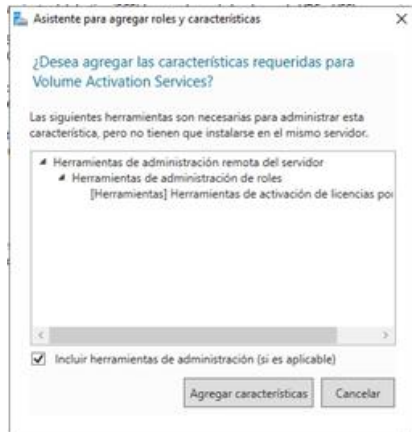 Asistente para agregar roles y características
¿Desea agregar las características requeridas para
Volume Activation Services?
Las siguientes herramientas son necesarias para administrar esta
característica, pero no tienen que instalarse en el mismo servidor.
Herramientas de administración remota del servidor
Herramientas de administración de roles
[Herramientas] Herramientas de activación de licencias por
Incluir herramientas de administración (si es aplicable)
Agregar características
Cancelar